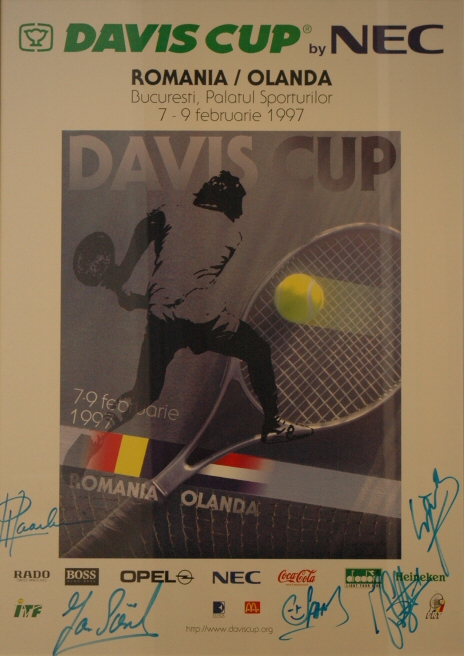 DAVIS CUP® by NEC
ROMANIA / OLANDA
Bucuresti, Palatul Sporturilor
7 - 9 februarie 1997
DAVIS CUP
7-9 februarie
1997
ROMANIA
OLANDA
RADO
BOSS
OPEL
NEC
Coca-Cola
Heineken
ITF
http://www.daviscup.org